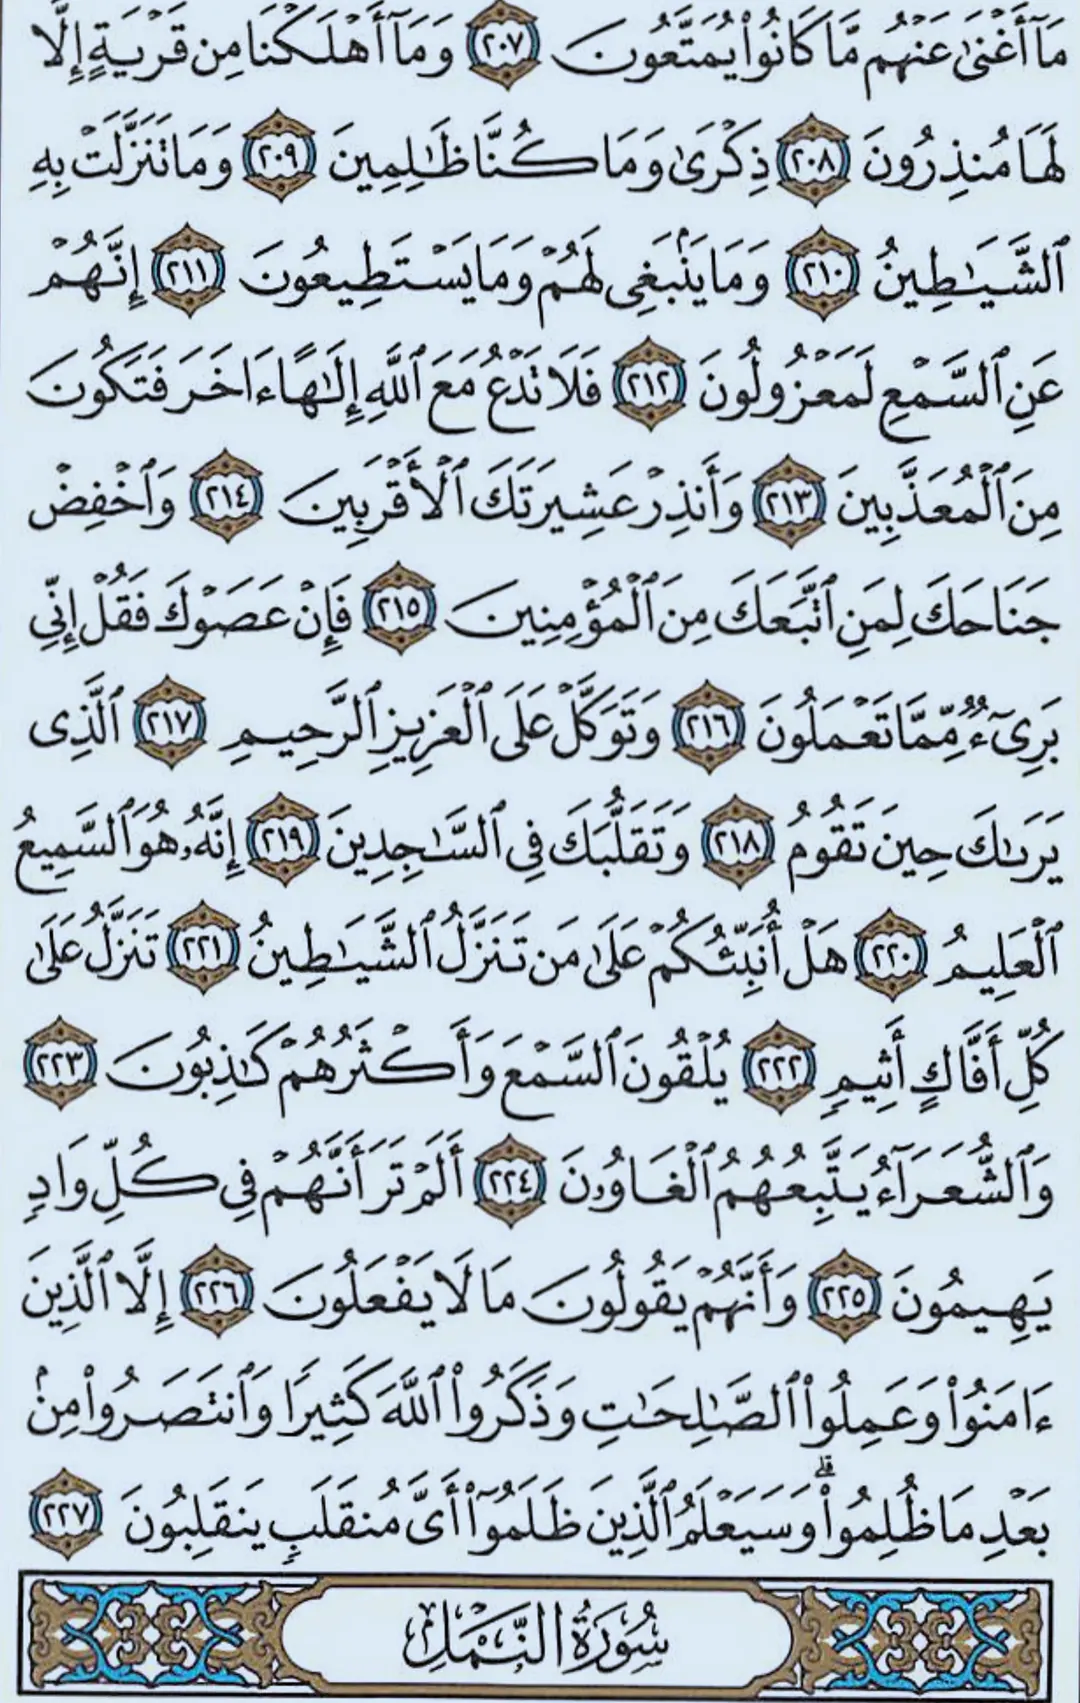 مَآ أَغْنَىٰ عَنْهُم مَّا كَانُوا۟ يُمَتَّعُونَ ٢٠٧ وَمَآ أَهْلَكْنَا مِن قَرْيَةٍ إِلَّا
لَهَا مُنذِرُونَ ٢٠٨ ذِكْرَىٰ وَمَا كُنَّا ظَـٰلِمِينَ ٢٠٩ وَمَا تَنَزَّلَتْ بِهِ
ٱلشَّيَـٰطِينُ ٢١٠ وَمَا يَنۢبَغِى لَهُمْ وَمَا يَسْتَطِيعُونَ ٢١١ إِنَّهُمْ
عَنِ ٱلسَّمْعِ لَمَعْزُولُونَ ٢١٢ فَلَا تَدْعُ مَعَ ٱللَّهِ إِلَـٰهًا ءَاخَرَ فَتَكُونَ
مِنَ ٱلْمُعَذَّبِينَ ٢١٣ وَأَنذِرْ عَشِيرَتَكَ ٱلْأَقْرَبِينَ ٢١٤ وَٱخْفِضْ
جَنَاحَكَ لِمَنِ ٱتَّبَعَكَ مِنَ ٱلْمُؤْمِنِينَ ٢١٥ فَإِنْ عَصَوْكَ فَقُلْ إِنِّى
بَرِىٓءٌ مِّمَّا تَعْمَلُونَ ٢١٦ وَتَوَكَّلْ عَلَى ٱلْعَزِيزِ ٱلرَّحِيمِ ٢١٧ ٱلَّذِى
يَرَىٰكَ حِينَ تَقُومُ ٢١٨ وَتَقَلُّبَكَ فِى ٱلسَّـٰجِدِينَ ٢١٩ إِنَّهُۥ هُوَ ٱلسَّمِيعُ
ٱلْعَلِيمُ ٢٢٠ هَلْ أُنَبِّئُكُمْ عَلَىٰ مَن تَنَزَّلُ ٱلشَّيَـٰطِينُ ٢٢١ تَنَزَّلُ عَلَىٰ
كُلِّ أَفَّاكٍ أَثِيمٍ ٢٢٢ يُلْقُونَ ٱلسَّمْعَ وَأَكْثَرُهُمْ كَـٰذِبُونَ ٢٢٣
وَٱلشُّعَرَآءُ يَتَّبِعُهُمُ ٱلْغَاوُۥنَ ٢٢٤ أَلَمْ تَرَ أَنَّهُمْ فِى كُلِّ وَادٍ
يَهِيمُونَ ٢٢٥ وَأَنَّهُمْ يَقُولُونَ مَا لَا يَفْعَلُونَ ٢٢٦ إِلَّا ٱلَّذِينَ
ءَامَنُوا۟ وَعَمِلُوا۟ ٱلصَّـٰلِحَـٰتِ وَذَكَرُوا۟ ٱللَّهَ كَثِيرًا وَٱنتَصَرُوا۟ مِنۢ
بَعْدِ مَا ظُلِمُوا۟ ۗ وَسَيَعْلَمُ ٱلَّذِينَ ظَلَمُوٓا۟ أَىَّ مُنقَلَبٍ يَنقَلِبُونَ ٢٢٧
سُورَةُ النَّمْلِ